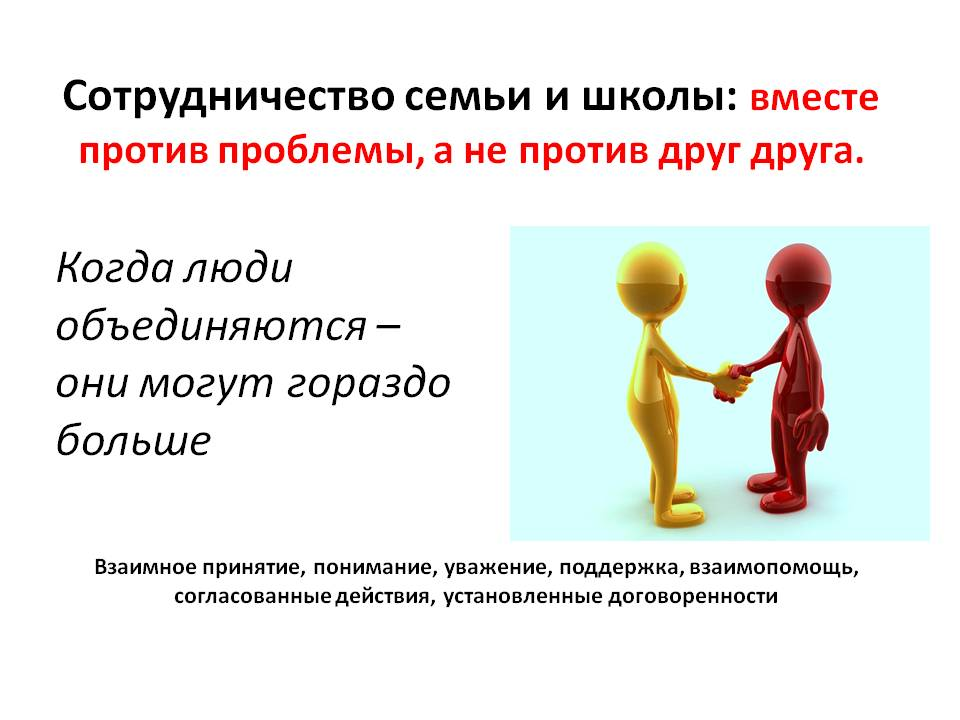 Сотрудничество семьи и школы: вместе
против проблемы, а не против друг друга.
Когда люди
объединяются –
они могут гораздо
больше
Взаимное принятие, понимание, уважение, поддержка, взаимопомощь,
согласованные действия, установленные договоренности